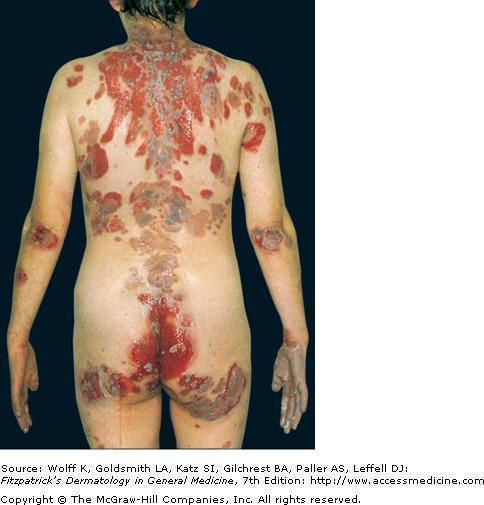 Source: Wolff K, Goldsmith LA, Katz SI, Gilchrest BA, Paller AS, Leffell DJ:
Fitzpatrick's Dermatology in General Medicine, 7th Edition: http://www.accessmedicine.com
Copyright © The McGraw-Hill Companies, Inc. All rights reserved.